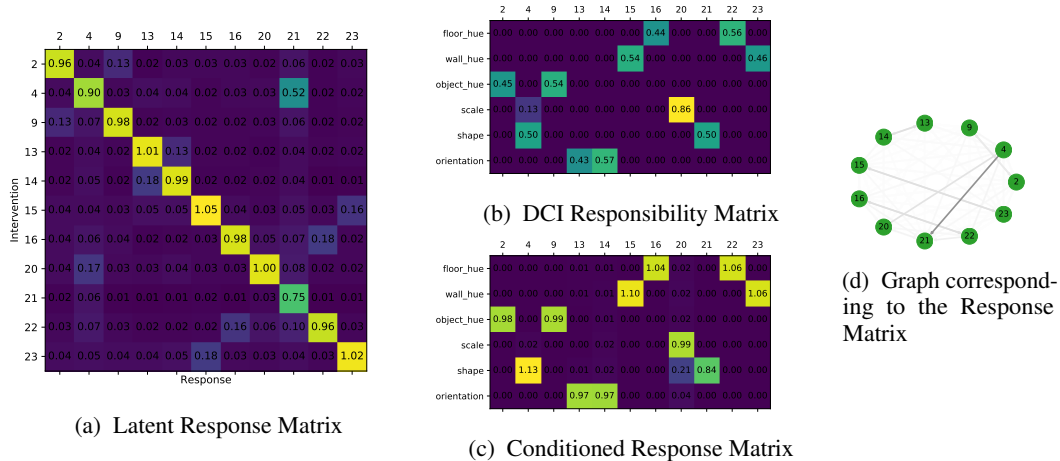 2 4 9 13 14 15 16 20 21 22 23
2 0.96 0.04 0.13 0.02 0.02 0.03 0.02 0.02 0.06 0.02 0.03
4 0.04 0.90 0.03 0.04 0.04 0.02 0.03 0.03 0.52 0.03 0.02
9 0.13 0.07 0.98 0.02 0.02 0.03 0.02 0.03 0.06 0.02 0.02
13 0.02 0.04 0.02 1.01 0.13 0.02 0.02 0.02 0.04 0.01 0.01
14 0.02 0.05 0.02 0.18 0.99 0.02 0.02 0.02 0.04 0.01 0.01
15 0.04 0.04 0.03 0.05 0.05 1.05 0.04 0.03 0.05 0.03 0.16
16 0.04 0.06 0.04 0.02 0.02 0.03 0.98 0.05 0.07 0.18 0.02
20 0.04 0.17 0.03 0.03 0.04 0.03 0.03 1.00 0.08 0.02 0.02
21 0.02 0.06 0.01 0.01 0.01 0.01 0.02 0.02 0.75 0.01 0.01
22 0.03 0.07 0.03 0.02 0.02 0.03 0.16 0.06 0.10 0.96 0.03
23 0.04 0.05 0.04 0.05 0.05 0.18 0.03 0.03 0.04 0.03 1.02
Intervention
Response
(a) Latent Response Matrix
2 4 9 13 14 15 16 20 21 22 23
floor_hue 0.00 0.00 0.00 0.00 0.00 0.00 0.44 0.00 0.00 0.56 0.00
wall_hue 0.00 0.00 0.00 0.00 0.00 0.54 0.00 0.00 0.00 0.00 0.46
object_hue 0.45 0.00 0.54 0.00 0.00 0.00 0.00 0.00 0.00 0.00 0.00
scale 0.00 0.13 0.00 0.00 0.00 0.00 0.00 0.86 0.00 0.00 0.00
shape 0.00 0.50 0.00 0.00 0.00 0.00 0.00 0.00 0.50 0.00 0.00
orientation 0.00 0.00 0.00 0.43 0.57 0.00 0.00 0.00 0.00 0.00 0.00
(b) DCI Responsibility Matrix
2 4 9 13 14 15 16 20 21 22 23
floor_hue 0.00 0.00 0.01 0.00 0.00 0.00 1.04 0.02 0.00 1.06 0.00
wall_hue 0.00 0.00 0.01 0.00 0.00 1.10 0.00 0.02 0.00 0.00 1.06
object_hue 0.98 0.00 0.99 0.00 0.00 0.00 0.00 0.02 0.00 0.00 0.00
scale 0.00 0.02 0.00 0.00 0.00 0.00 0.00 0.99 0.00 0.00 0.00
shape 0.00 1.13 0.00 0.01 0.02 0.00 0.00 0.21 0.84 0.00 0.00
orientation 0.00 0.00 0.00 0.97 0.97 0.00 0.00 0.04 0.00 0.00 0.00
(c) Conditioned Response Matrix
13
9
14
4
15
2
16
23
20
22
21
(d) Graph correspond-
ing to the Response
Matrix